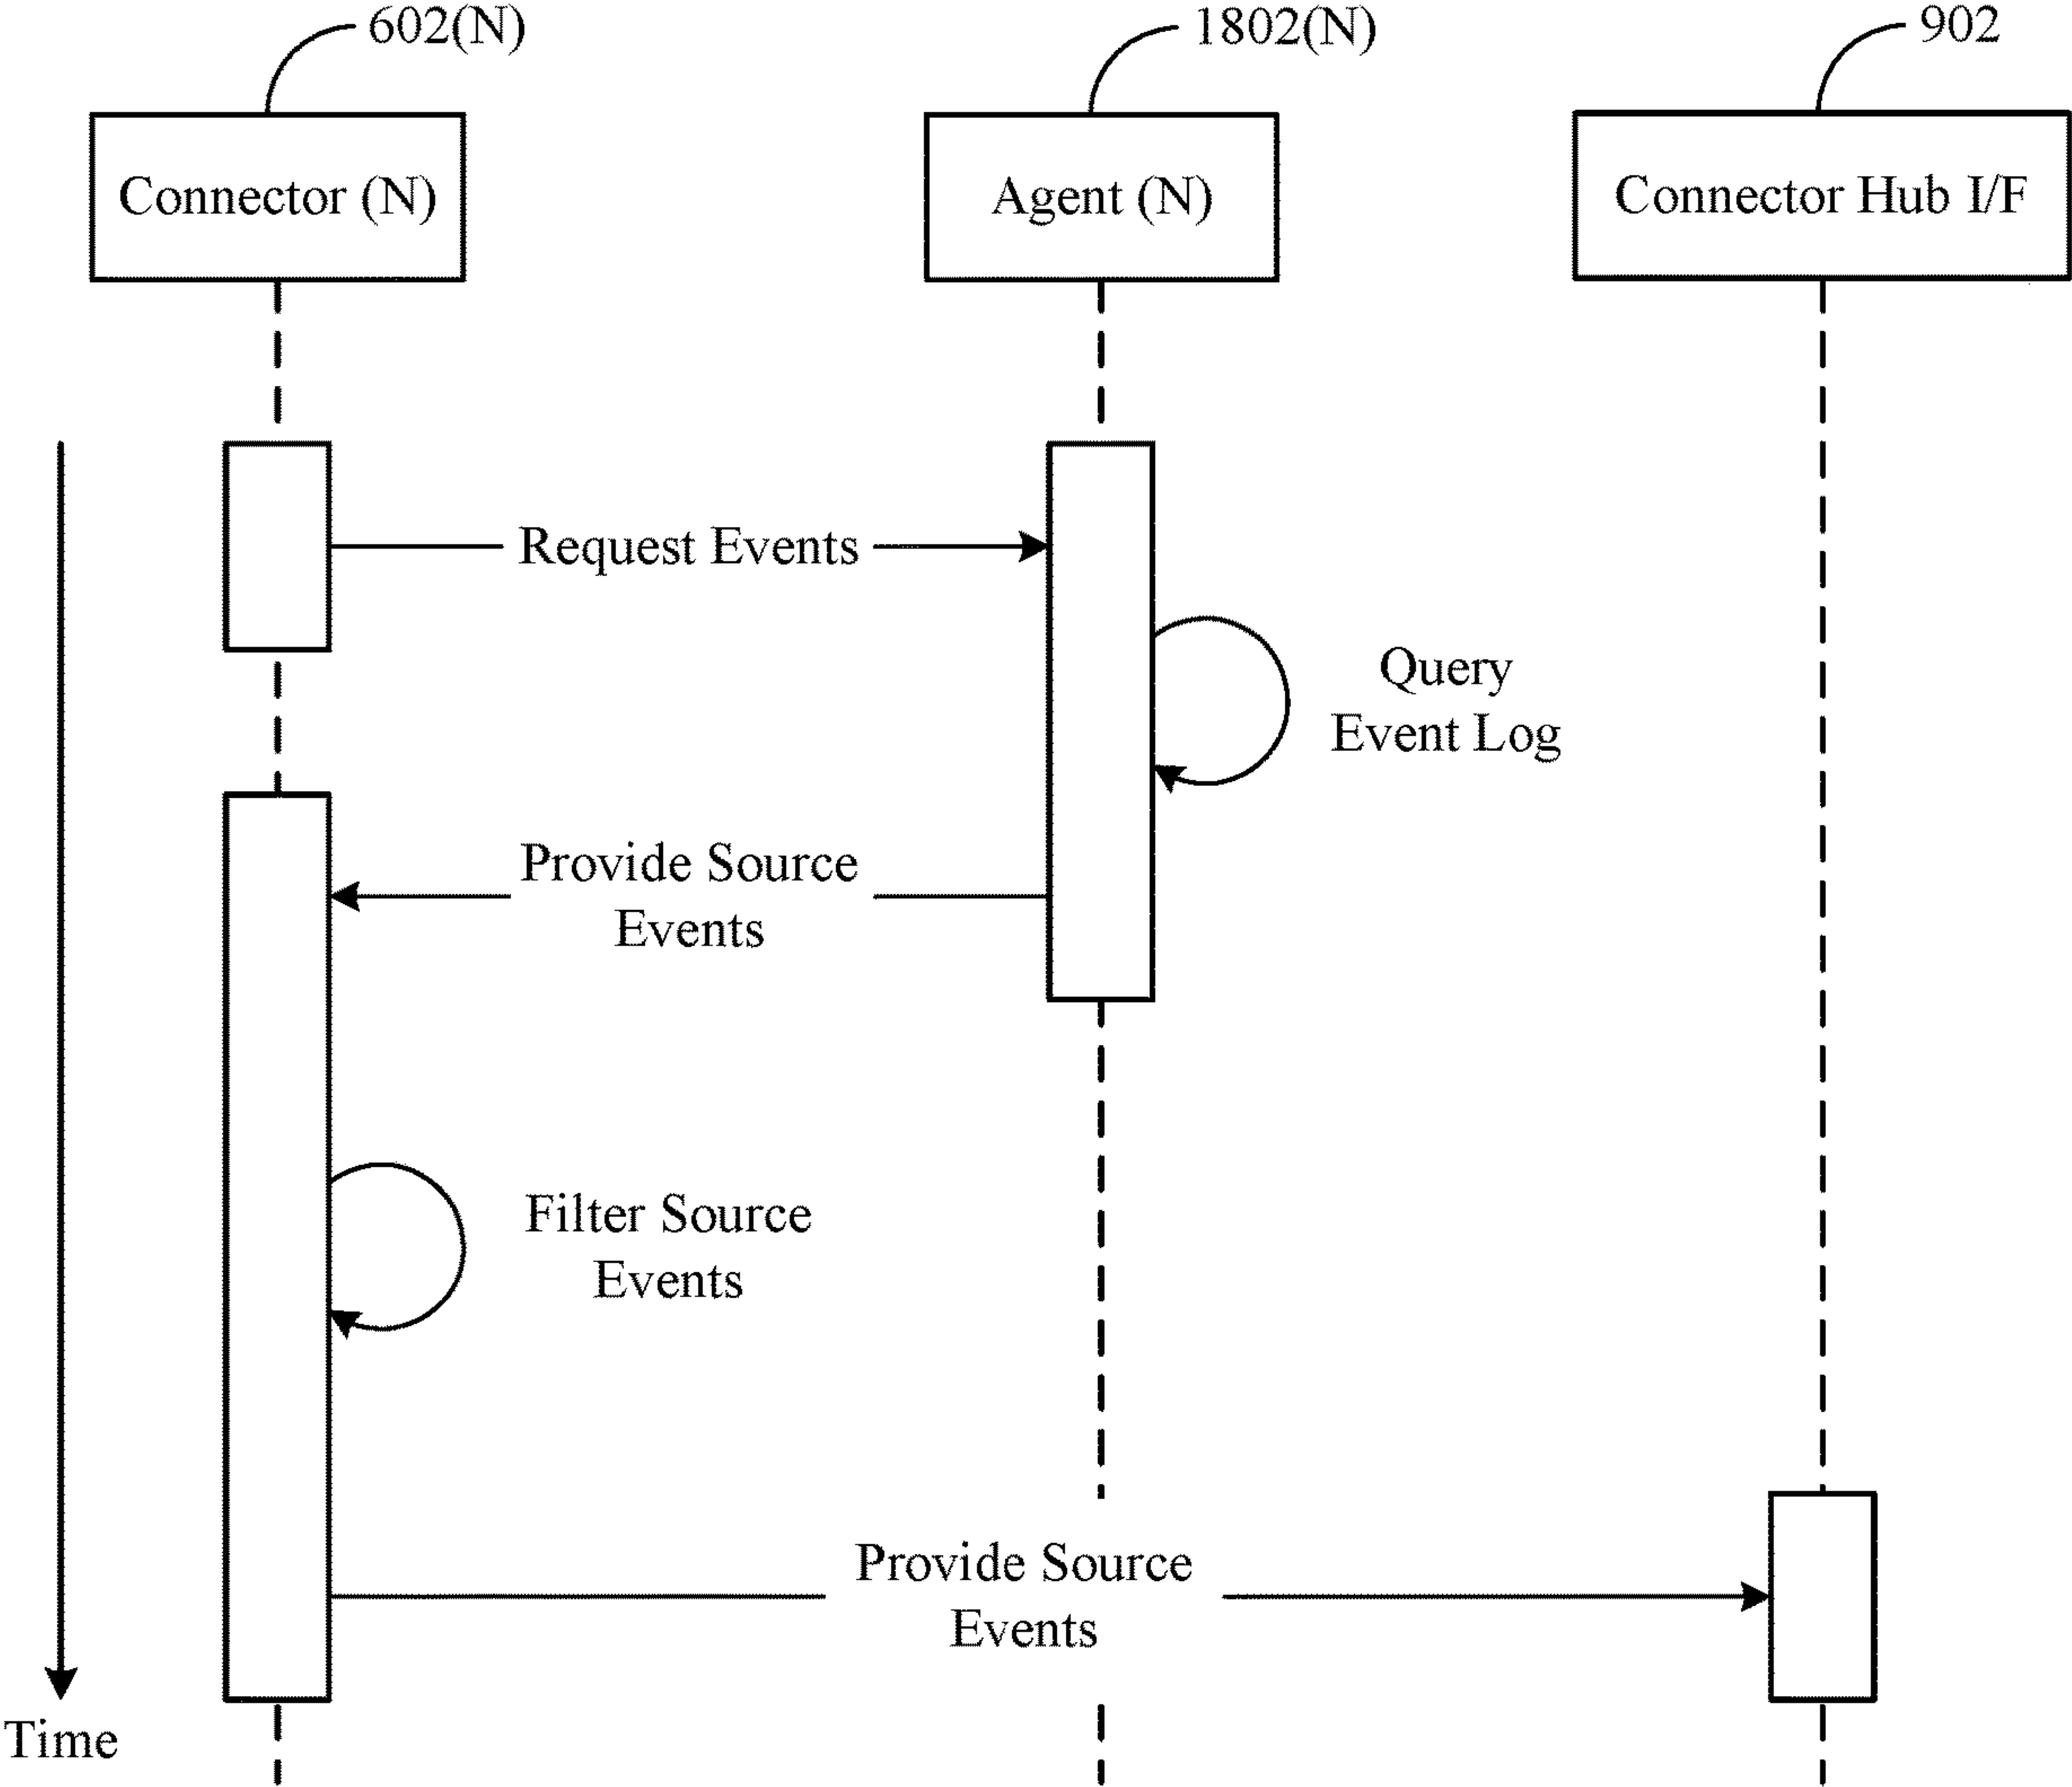 602(N)
1802(N)
902
Connector (N)
Agent (N)
Connector Hub I/F
Request Events
Query
Event Log
Provide Source
Events
Filter Source
Events
Provide Source
Events
Time